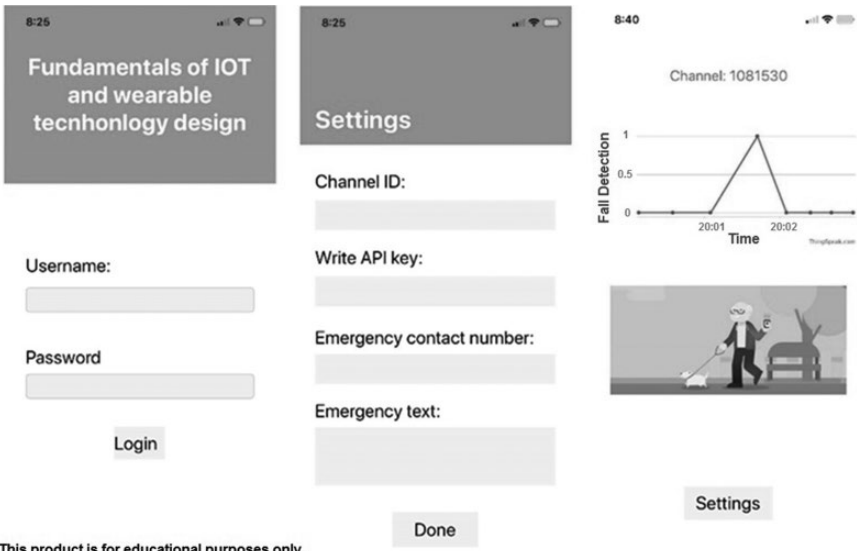 8:25
Fundamentals of IOT
and wearable
tecnhonlogy design
Username:
Password
Login
This product is for educational purposes only
8:25
Settings
Channel ID:
Write API key:
Emergency contact number:
Emergency text:
Done
8:40
Channel: 1081530
Fall Detection
1
0.5
0
20:01
20:02
Time
ThingSpeak.com
Settings